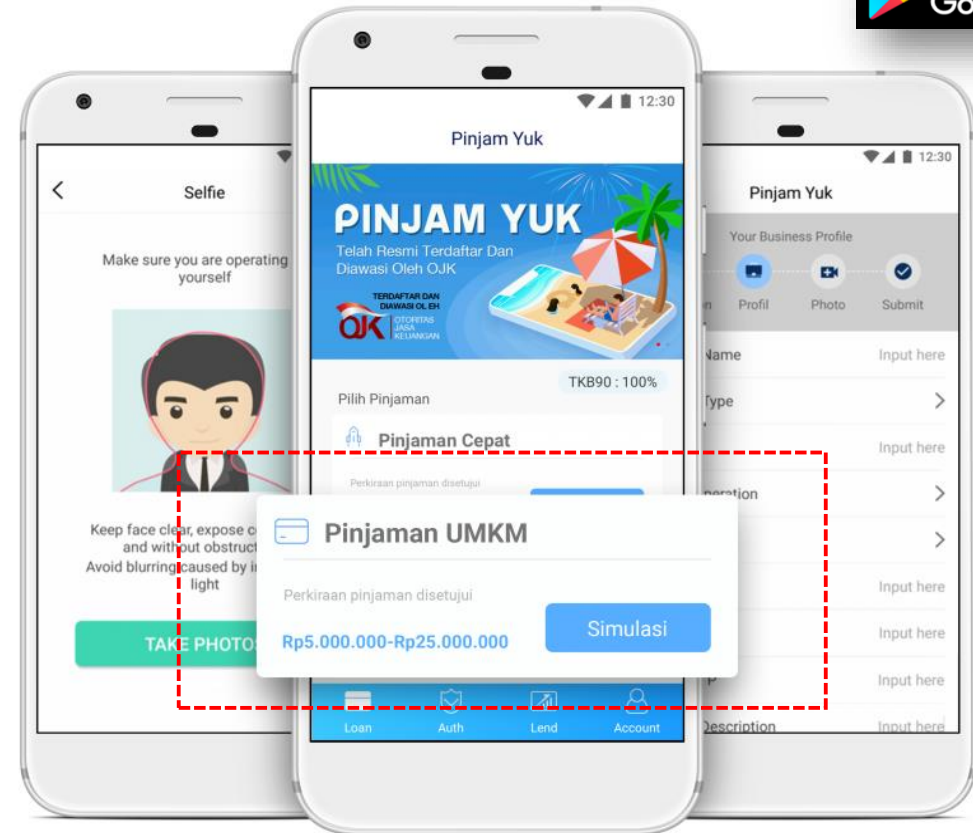 Go
12:30
Selfie
Make sure you are operating
yourself
Keep face clear, expose
and without
Avoid blurring caused by
light
TAKE PHOTOS
12:30
Pinjam Yuk
PINJAM YUK
Telah Resmi Terdaftar Dan
Diawasi Oleh OJK
TERDAFTAR DAN
DIAWASI OLEH
OJK
OTORITAS
JASA
KEUANGAN
TKB90 : 100%
Pilih Pinjaman
Pinjaman Cepat
Perkiraan pinjaman disetujui
Pinjaman UMKM
Perkiraan pinjaman disetujui
Rp5.000.000-Rp25.000.000
Simulasi
Loan Auth Lend Account
Pinjam Yuk
Your Business Profile
Profil Photo Submit
Name Input here
Type
Input here
Input here
Input here
Input here
Description Input here